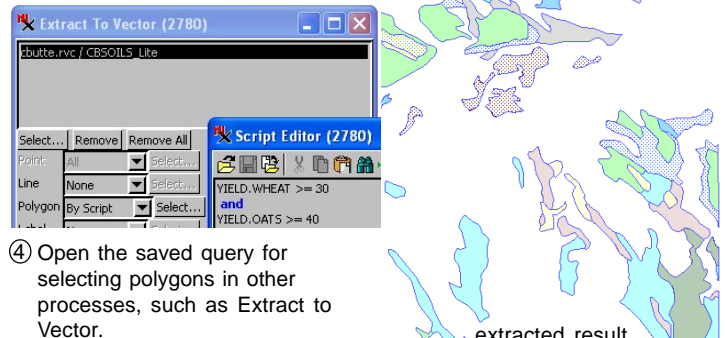 Extract To Vector (2780)
cbutte.rvc / CBSOILS_Lite
Select... Remove Remove All
Point All Select...
Line None Select...
Polygon By Script Select...
Script Editor (2780)
YIELD.WHEAT >= 30
and
YIELD.OATS >= 40
④ Open the saved query for
selecting polygons in other
processes, such as Extract to
Vector.
extracted result